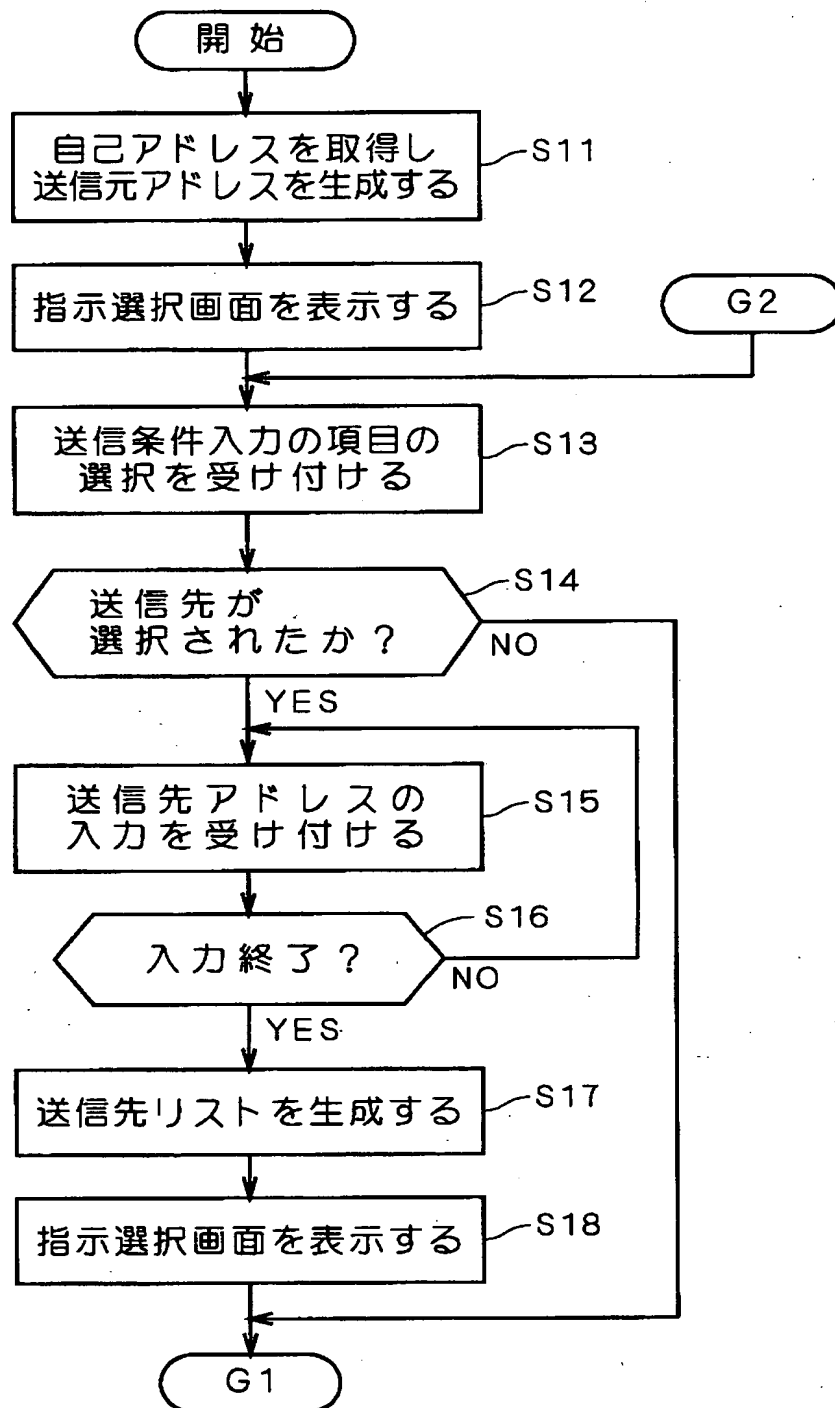 開始
自己アドレスを取得し
送信元アドレスを生成する
S11
指示選択画面を表示する
S12
G2
送信条件入力の項目の
選択を受け付ける
S13
送信先が
選択されたか?
S14
NO
YES
送信先アドレスの
入力を受け付ける
S15
入力終了?
S16
NO
YES
送信先リストを生成する
S17
指示選択画面を表示する
S18
G1